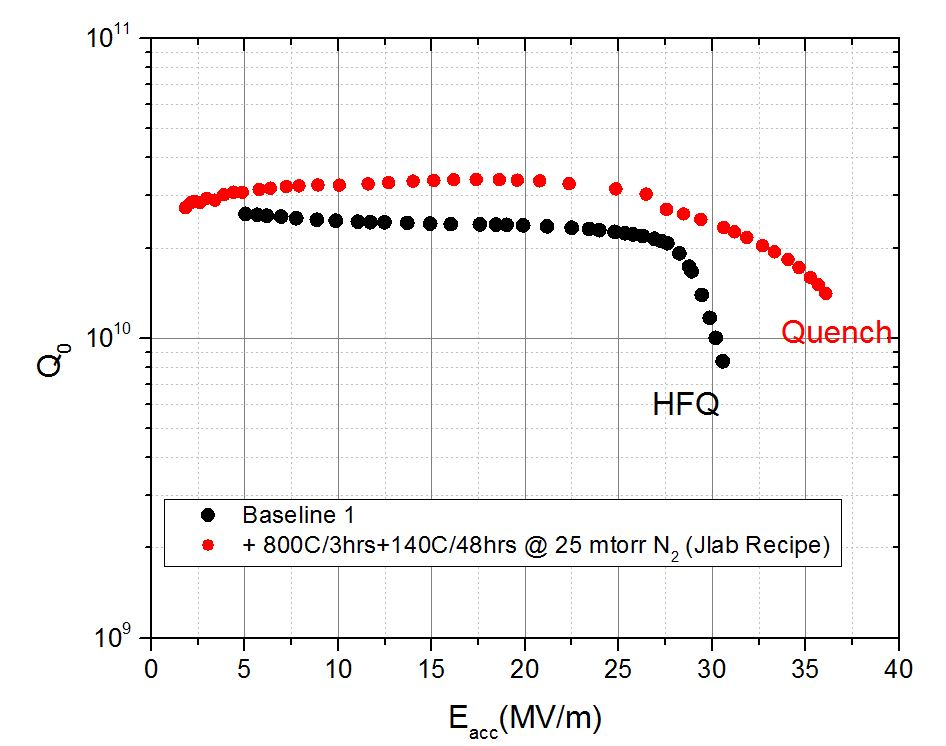 10¹¹
Q₀
10¹⁰
Quench
HFQ
Baseline 1
+ 800C/3hrs+140C/48hrs @ 25 mtorr N₂ (Jlab Recipe)
10⁹
0 5 10 15 20 25 30 35 40
E_acc(MV/m)